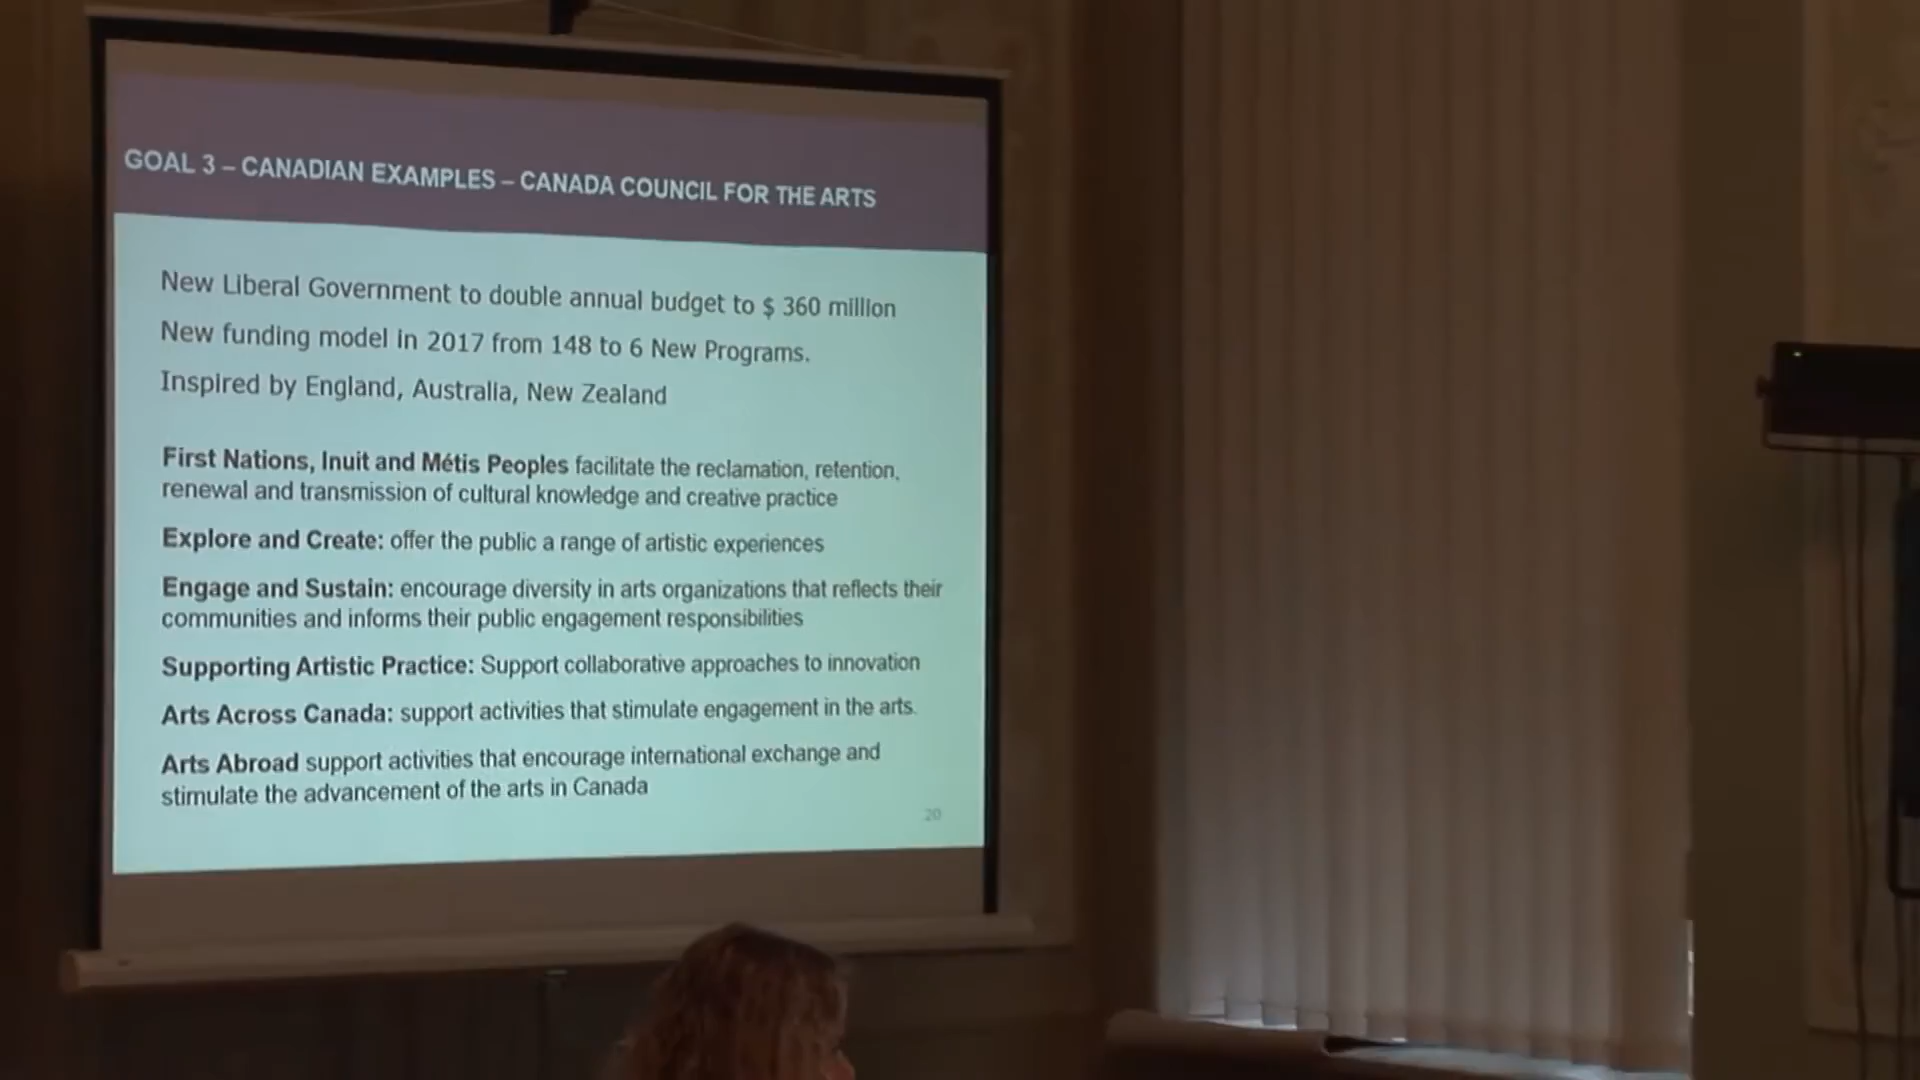 GOAL 3 – CANADIAN EXAMPLES – CANADA COUNCIL FOR THE ARTS
New Liberal Government to double annual budget to $ 360 million
New funding model in 2017 from 148 to 6 New Programs.
Inspired by England, Australia, New Zealand
First Nations, Inuit and Métis Peoples facilitate the reclamation, retention,
renewal and transmission of cultural knowledge and creative practice
Explore and Create: offer the public a range of artistic experiences
Engage and Sustain: encourage diversity in arts organizations that reflects their
communities and informs their public engagement responsibilities
Supporting Artistic Practice: Support collaborative approaches to innovation
Arts Across Canada: support activities that stimulate engagement in the arts.
Arts Abroad support activities that encourage international exchange and
stimulate the advancement of the arts in Canada
20